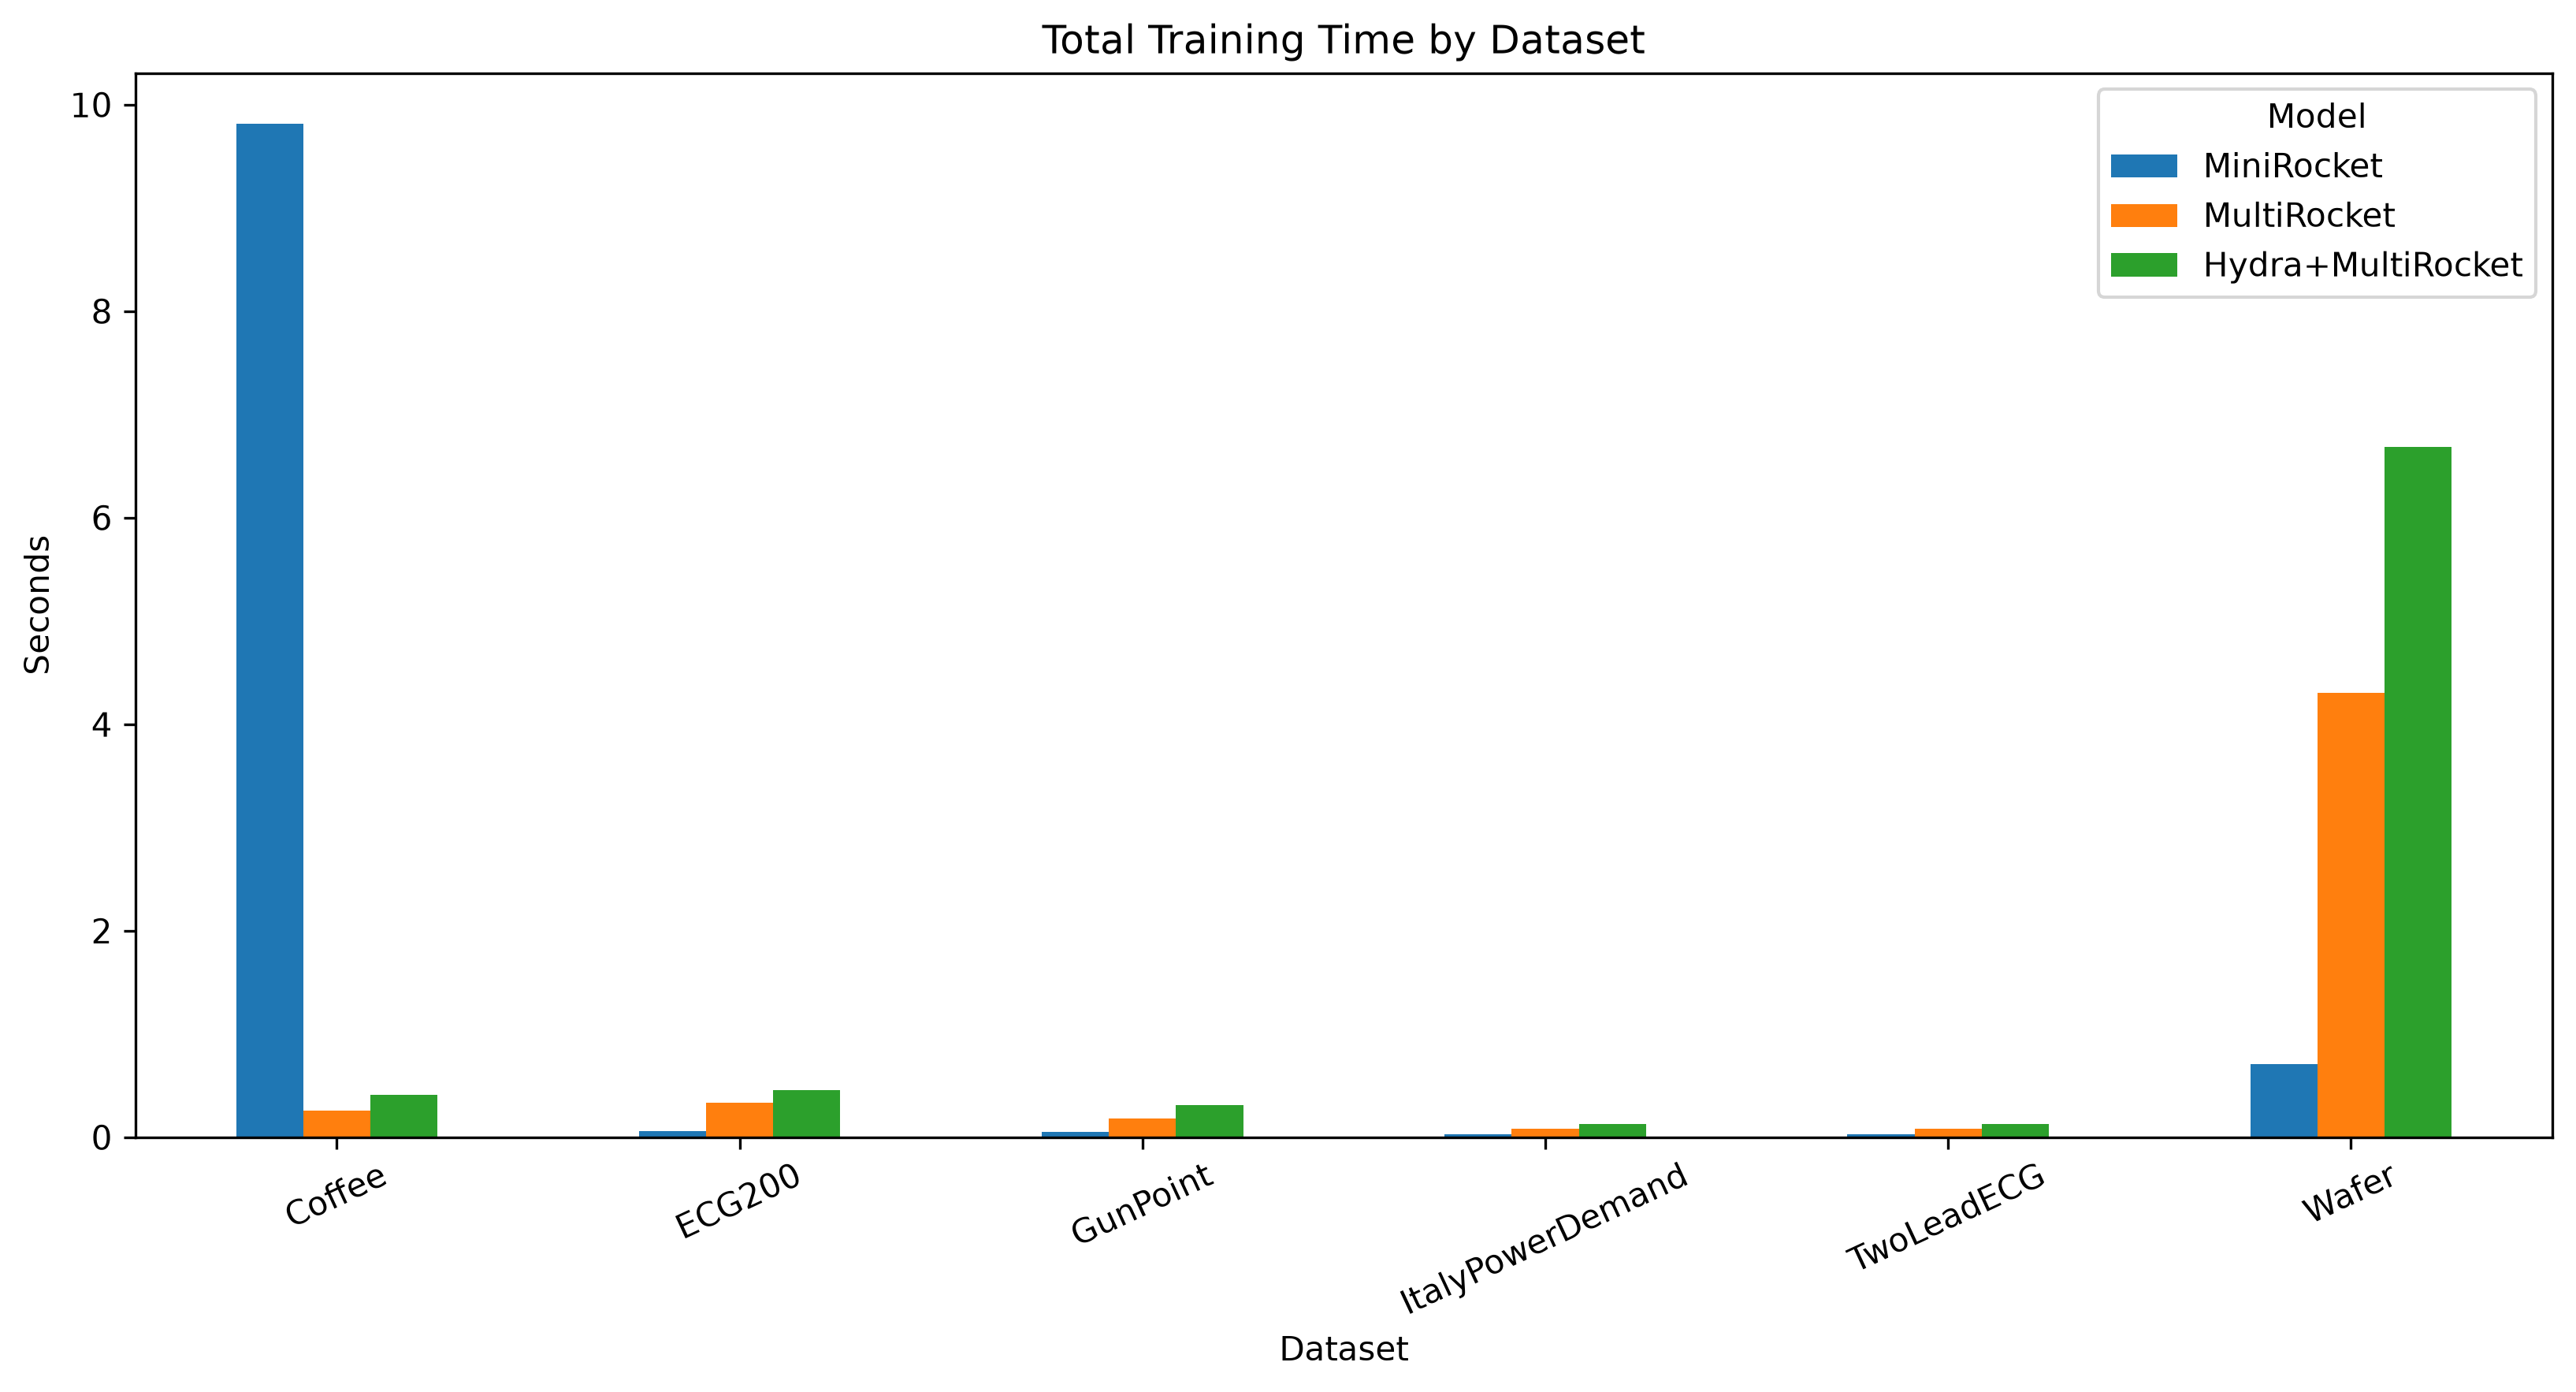 Total Training Time by Dataset
10
8
6
4
2
0
Seconds
Model
MiniRocket
MultiRocket
Hydra+MultiRocket
Coffee
ECG200
GunPoint
ItalyPowerDemand
TwoLeadECG
Wafer
Dataset